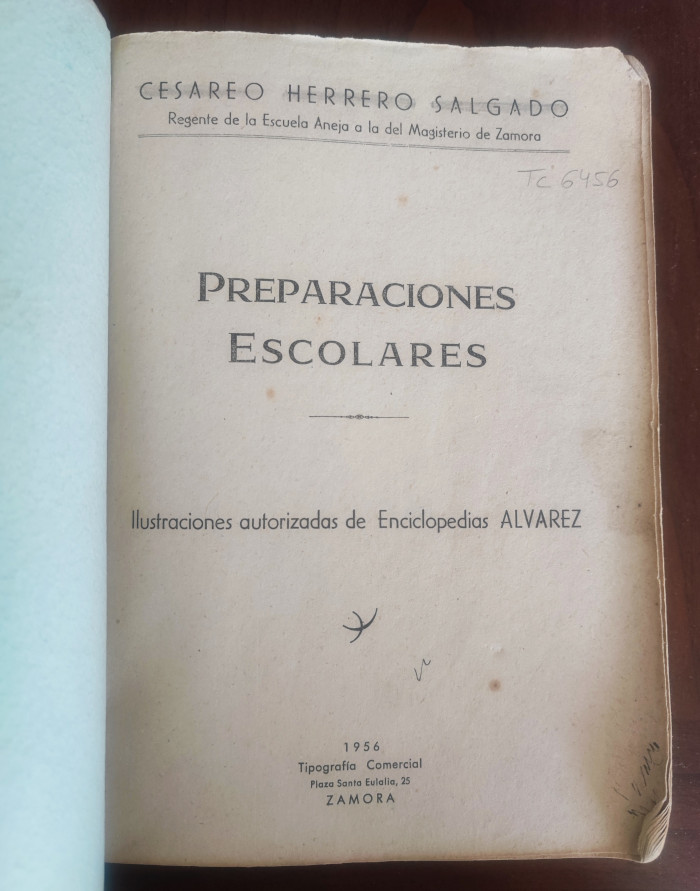 CESAREO HERRERO SALGADO
Regente de la Escuela Aneja a la del Magisterio de Zamora
TC 6456
PREPARACIONES
ESCOLARES
Ilustraciones autorizadas de Enciclopedias ALVAREZ
1956
Tipografía Comercial
Plaza Santa Eulalia, 25
ZAMORA